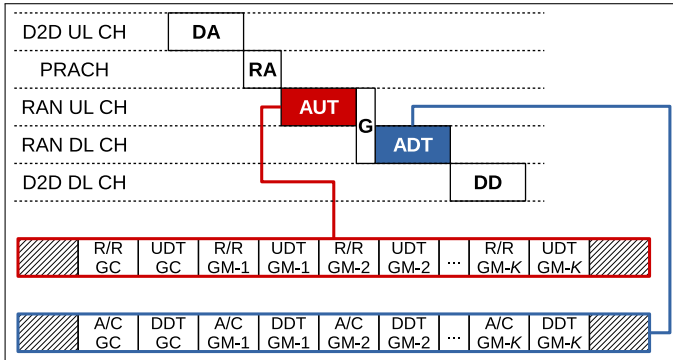 D2D UL CH DA
PRACH RA
RAN UL CH AUT
G
RAN DL CH ADT
D2D DL CH DD
R/R UDT R/R UDT R/R UDT R/R UDT
GC GC GM-1 GM-1 GM-2 GM-2 ... GM-K GM-K
A/C DDT A/C DDT A/C DDT A/C DDT
GC GC GM-1 GM-1 GM-2 GM-2 ... GM-K GM-K